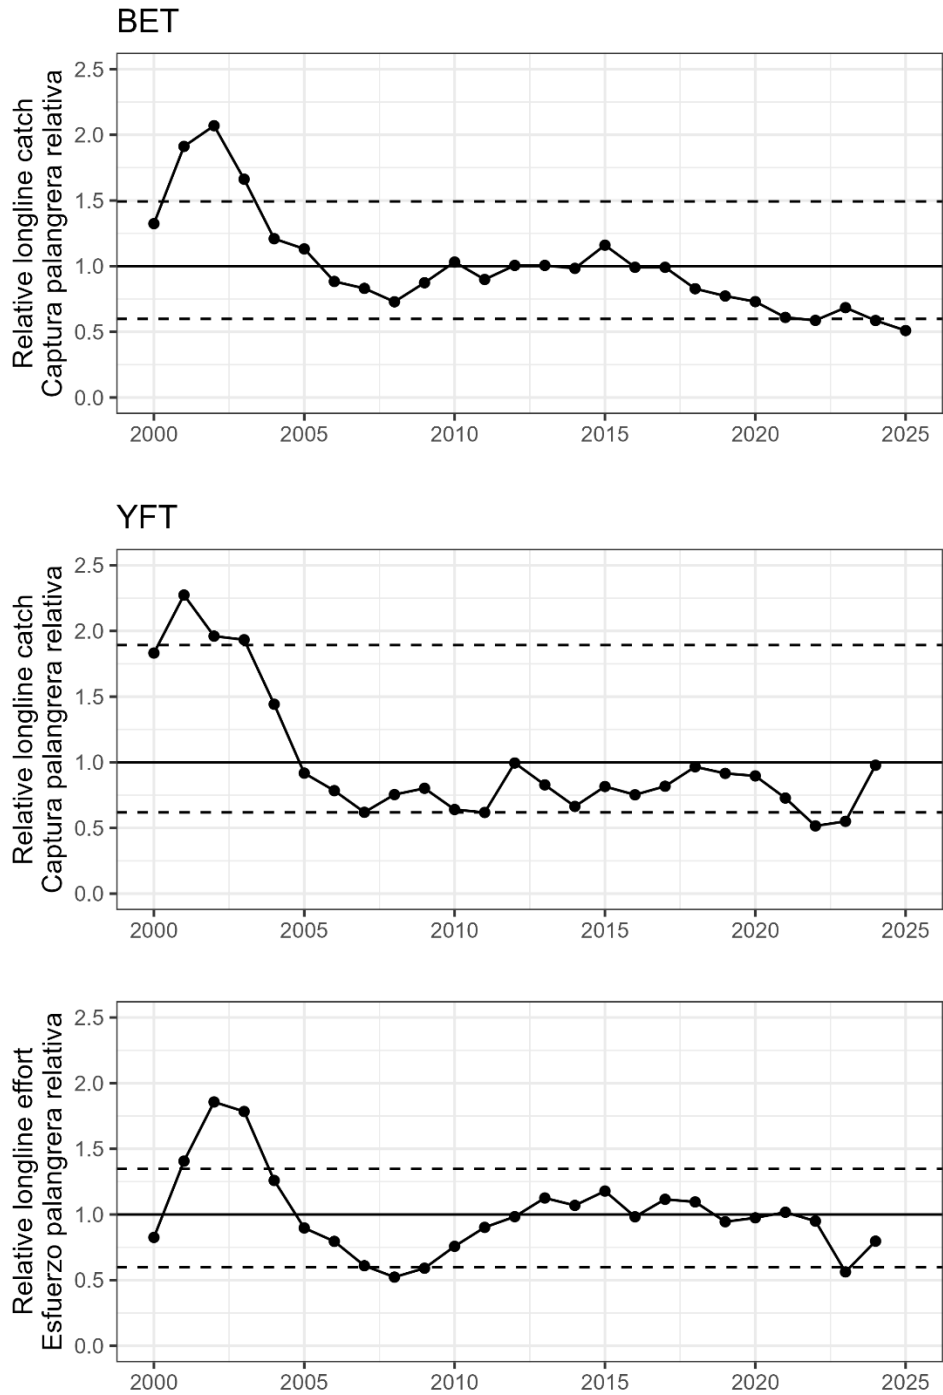 BET
Relative longline catch
Captura palangrera relativa
2.5
2.0
1.5
1.0
0.5
0.0
2000 2005 2010 2015 2020 2025
YFT
Relative longline catch
Captura palangrera relativa
2.5
2.0
1.5
1.0
0.5
0.0
2000 2005 2010 2015 2020 2025
Relative longline effort
Esfuerzo palangrera relativa
2.5
2.0
1.5
1.0
0.5
0.0
2000 2005 2010 2015 2020 2025